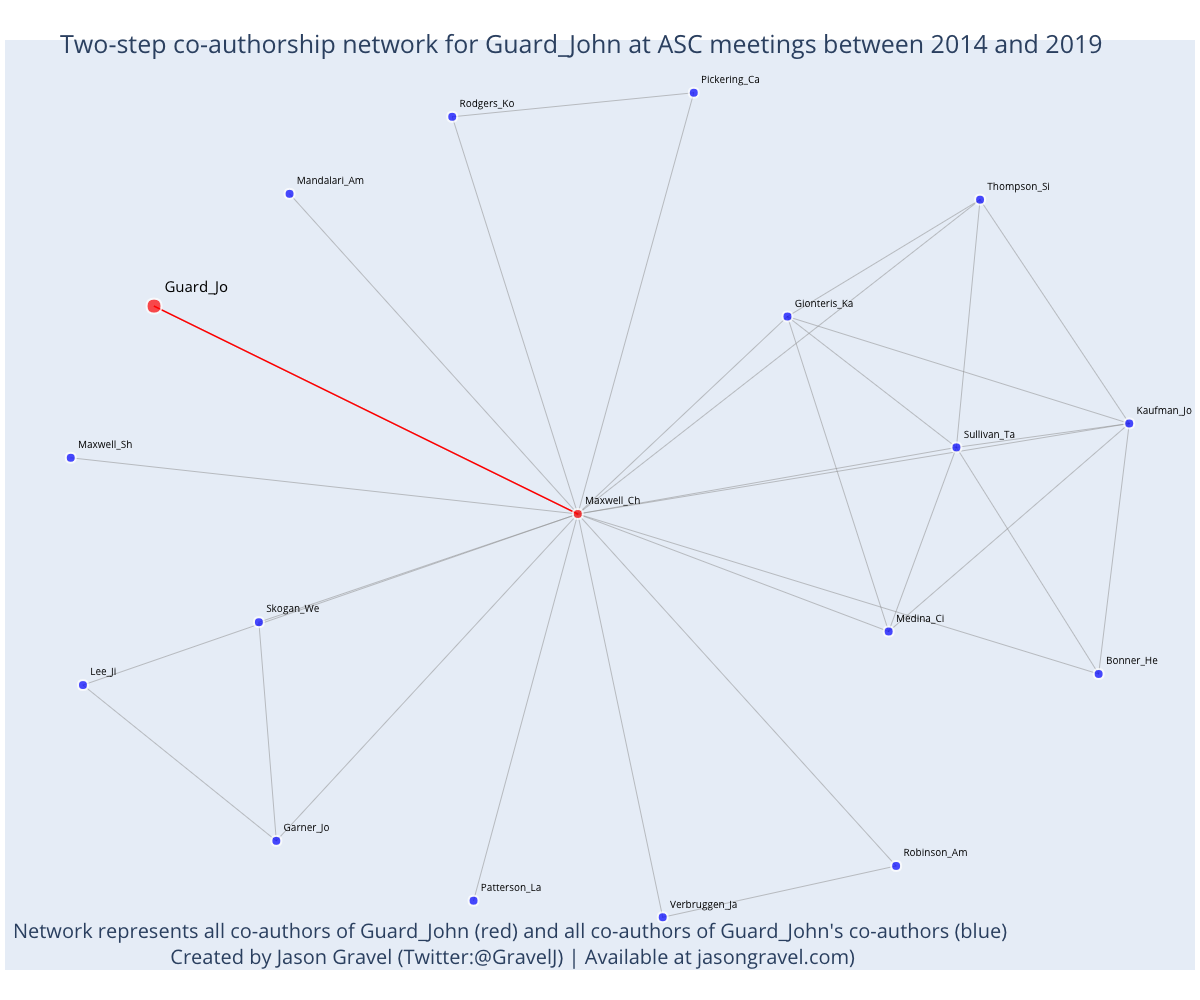 Two-step co-authorship network for Guard_John at ASC meetings between 2014 and 2019
Pickering_Ca
Rodgers_Ko
Mandalari_Am
Thompson_Si
Guard_Jo
Gionteris_Ka
Kaufman_Jo
Sullivan_Ta
Maxwell_Sh
Maxwell_Ch
Skogan_We
Medina_Ci
Bonner_He
Lee_Ji
Garner_Jo
Robinson_Am
Patterson_La
Verbruggen_Ja
Network represents all co-authors of Guard_John (red) and all co-authors of Guard_John's co-authors (blue)
Created by Jason Gravel (Twitter:@GravelJ) | Available at jasongravel.com)